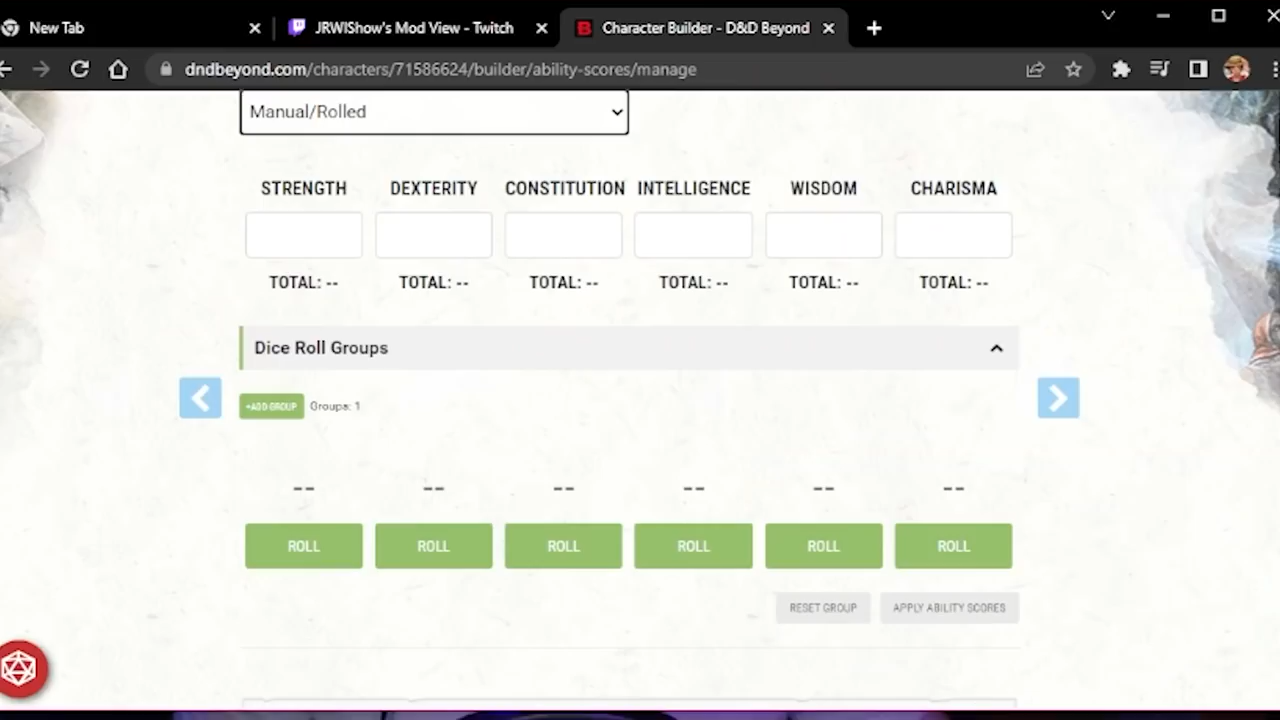 New Tab
JRWIShow's Mod View - Twitch
Character Builder - D&D Beyond
dndbeyond.com/characters/71586624/builder/ability-scores/manage
Manual/Rolled
STRENGTH DEXTERITY CONSTITUTION INTELLIGENCE WISDOM CHARISMA
TOTAL: -- TOTAL: -- TOTAL: -- TOTAL: -- TOTAL: -- TOTAL: --
Dice Roll Groups
+ADD GROUP Groups: 1
-- -- -- -- -- --
ROLL ROLL ROLL ROLL ROLL ROLL
RESET GROUP APPLY ABILITY SCORES